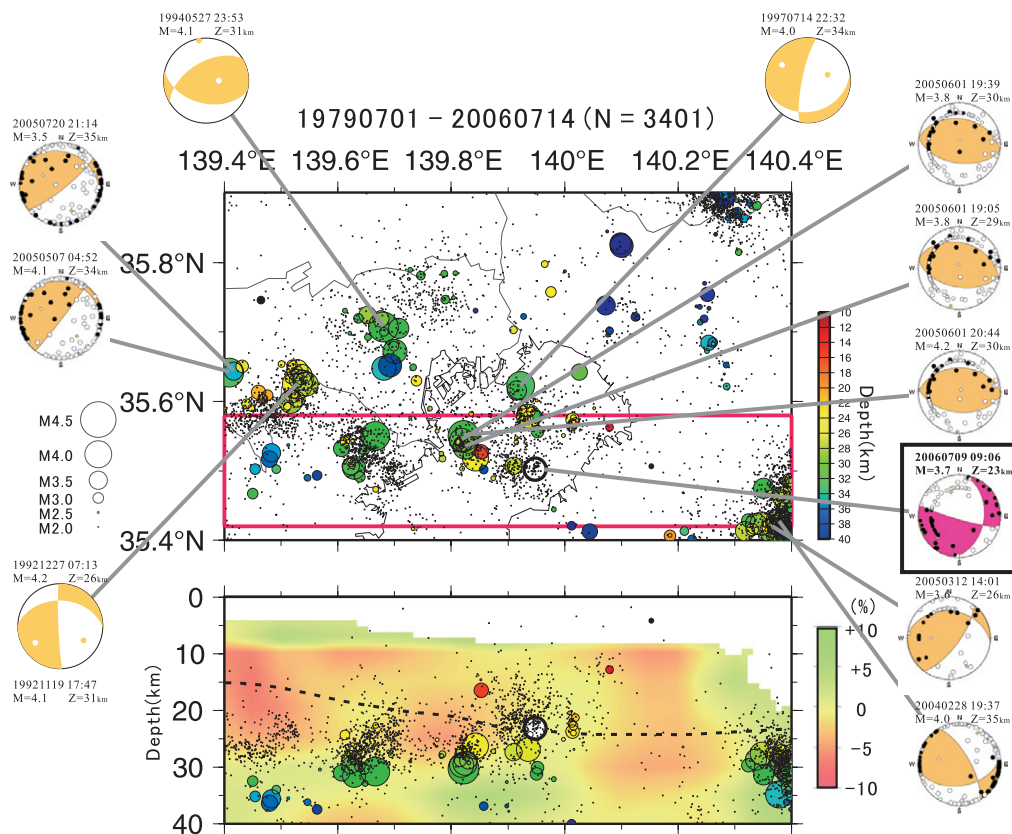 19940527 23:53
M=4.1 Z=31km
19970714 22:32
M=4.0 Z=34km
19790701 - 20060714 (N = 3401)
139.4°E 139.6°E 139.8°E 140°E 140.2°E 140.4°E
20050720 21:14
M=3.5 N Z=35km
W E
S
20050507 04:52
M=4.1 N Z=34km
W E
S
20050601 19:39
M=3.8 N Z=30km
W E
S
20050601 19:05
M=3.8 N Z=29km
W E
S
20050601 20:44
M=4.2 N Z=30km
W E
S
20060709 09:06
M=3.7 N Z=23km
W E
S
20050312 14:01
M=3.6 N Z=26km
W E
S
20040228 19:37
M=4.0 N Z=35km
W E
S
35.8°N
35.6°N
35.4°N
10
12
14
16
18
20
22
24
26
28
30
32
34
36
38
40
Depth(km)
M4.5
M4.0
M3.5
M3.0
M2.5
M2.0
19921227 07:13
M=4.2 Z=26km
19921119 17:47
M=4.1 Z=31km
0
10
20
30
40
Depth(km)
(%)
+10
+5
0
−5
−10